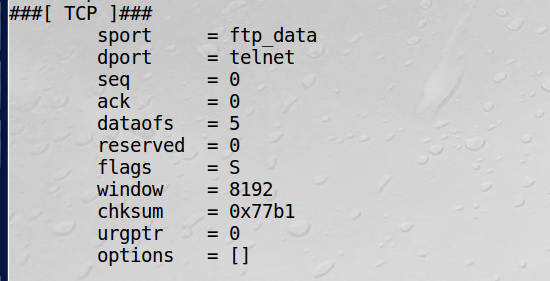 ###[ TCP ]###
sport = ftp_data
dport = telnet
seq = 0
ack = 0
dataofs = 5
reserved = 0
flags = S
window = 8192
chksum = 0x77b1
urgptr = 0
options = []